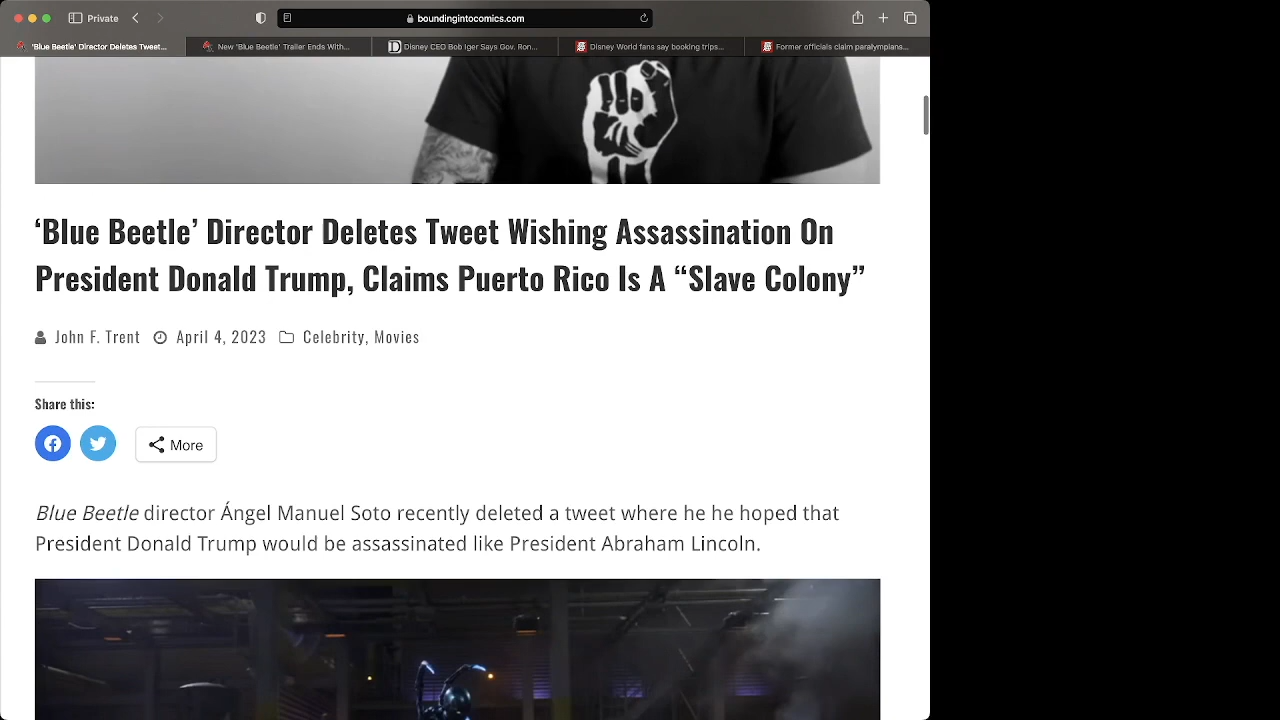 Private
boundingintocomics.com
'Blue Beetle' Director Deletes Tweet...
New 'Blue Beetle' Trailer Ends With...
Disney CEO Bob Iger Says Gov. Ron...
Disney World fans say booking trips...
Former officials claim paralympians...
‘Blue Beetle’ Director Deletes Tweet Wishing Assassination On
President Donald Trump, Claims Puerto Rico Is A “Slave Colony”
John F. Trent April 4, 2023 Celebrity, Movies
Share this:
More
Blue Beetle director Ángel Manuel Soto recently deleted a tweet where he he hoped that
President Donald Trump would be assassinated like President Abraham Lincoln.